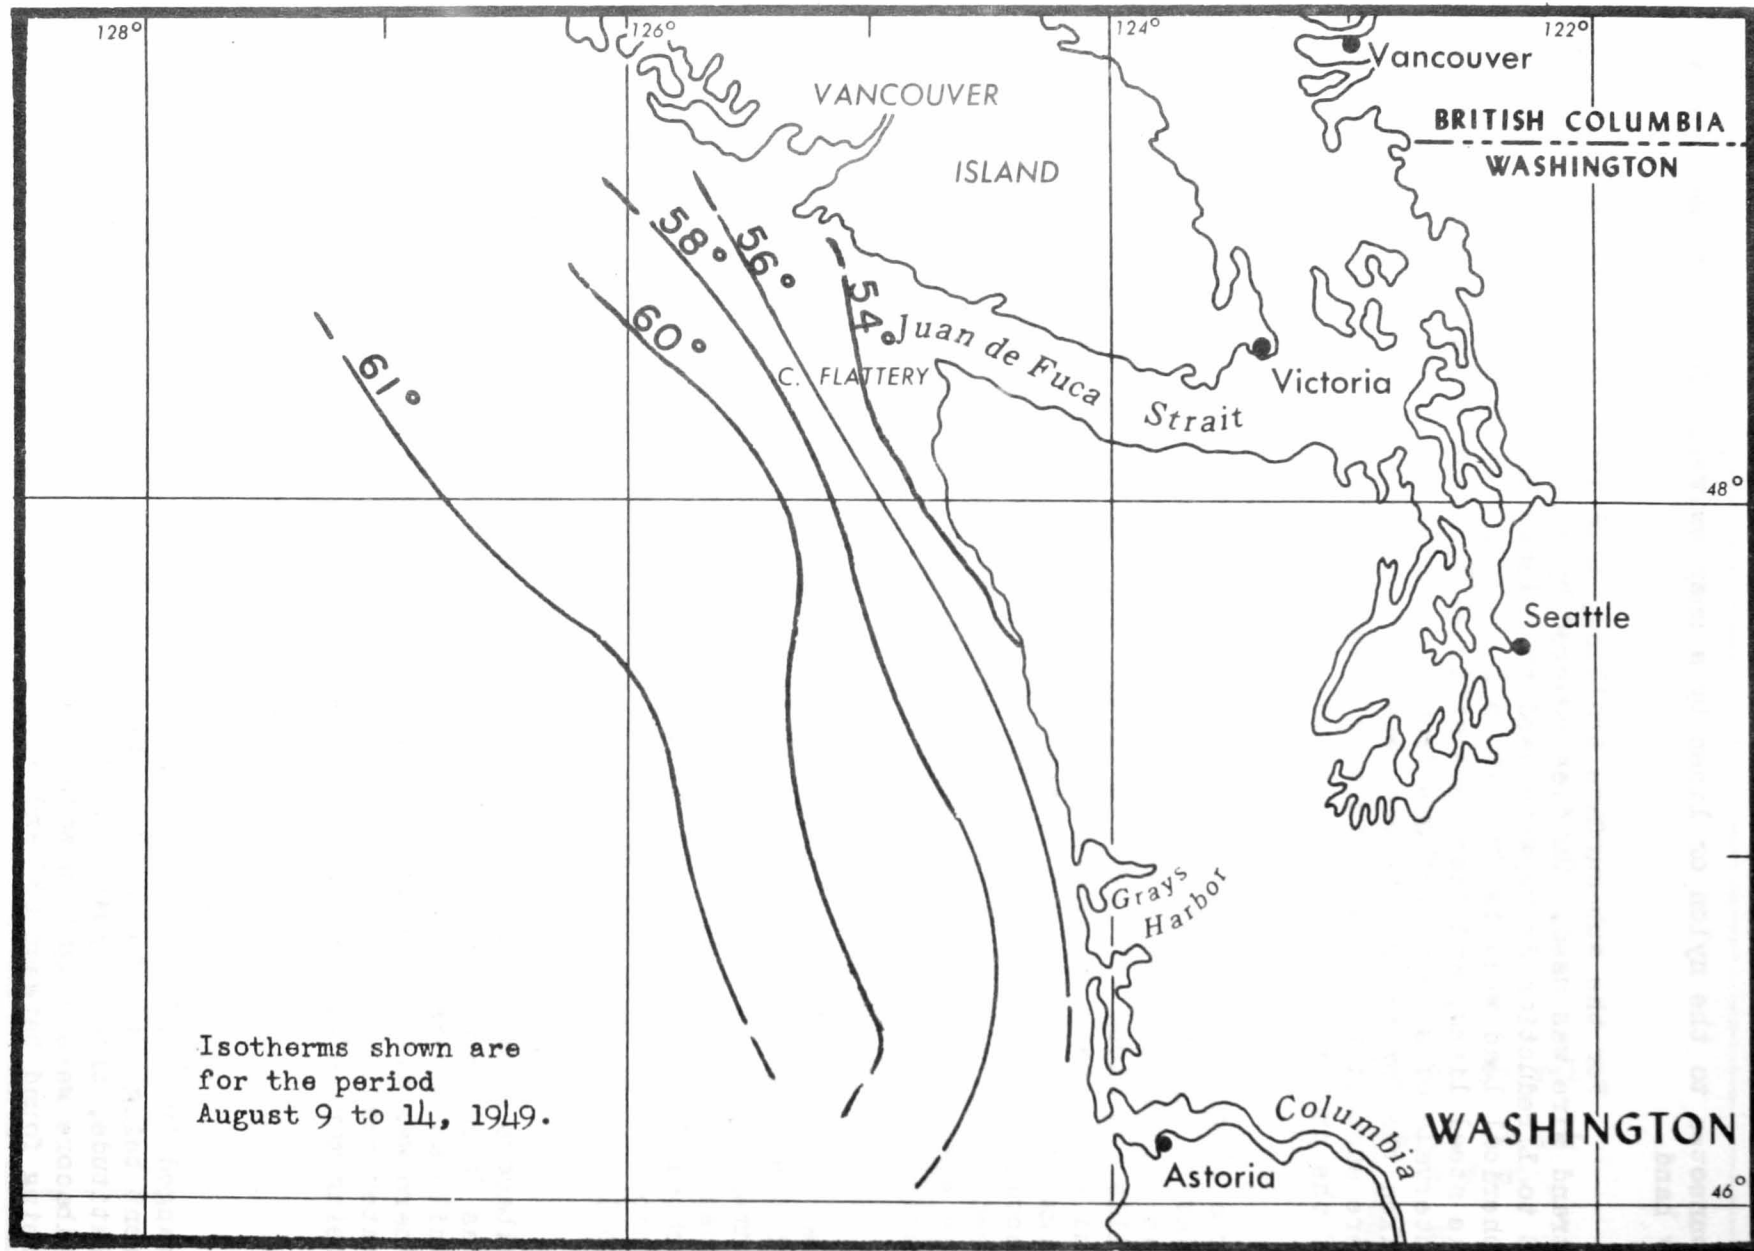 128°
126°
124°
122°
Vancouver
VANCOUVER
ISLAND
BRITISH COLUMBIA
WASHINGTON
58°
56°
54°
60°
61°
Juan de Fuca
Strait
C. FLATTERY
Victoria
48°
Seattle
Grays
Harbor
Isotherms shown are
for the period
August 9 to 14, 1949.
Columbia
WASHINGTON
Astoria
46°